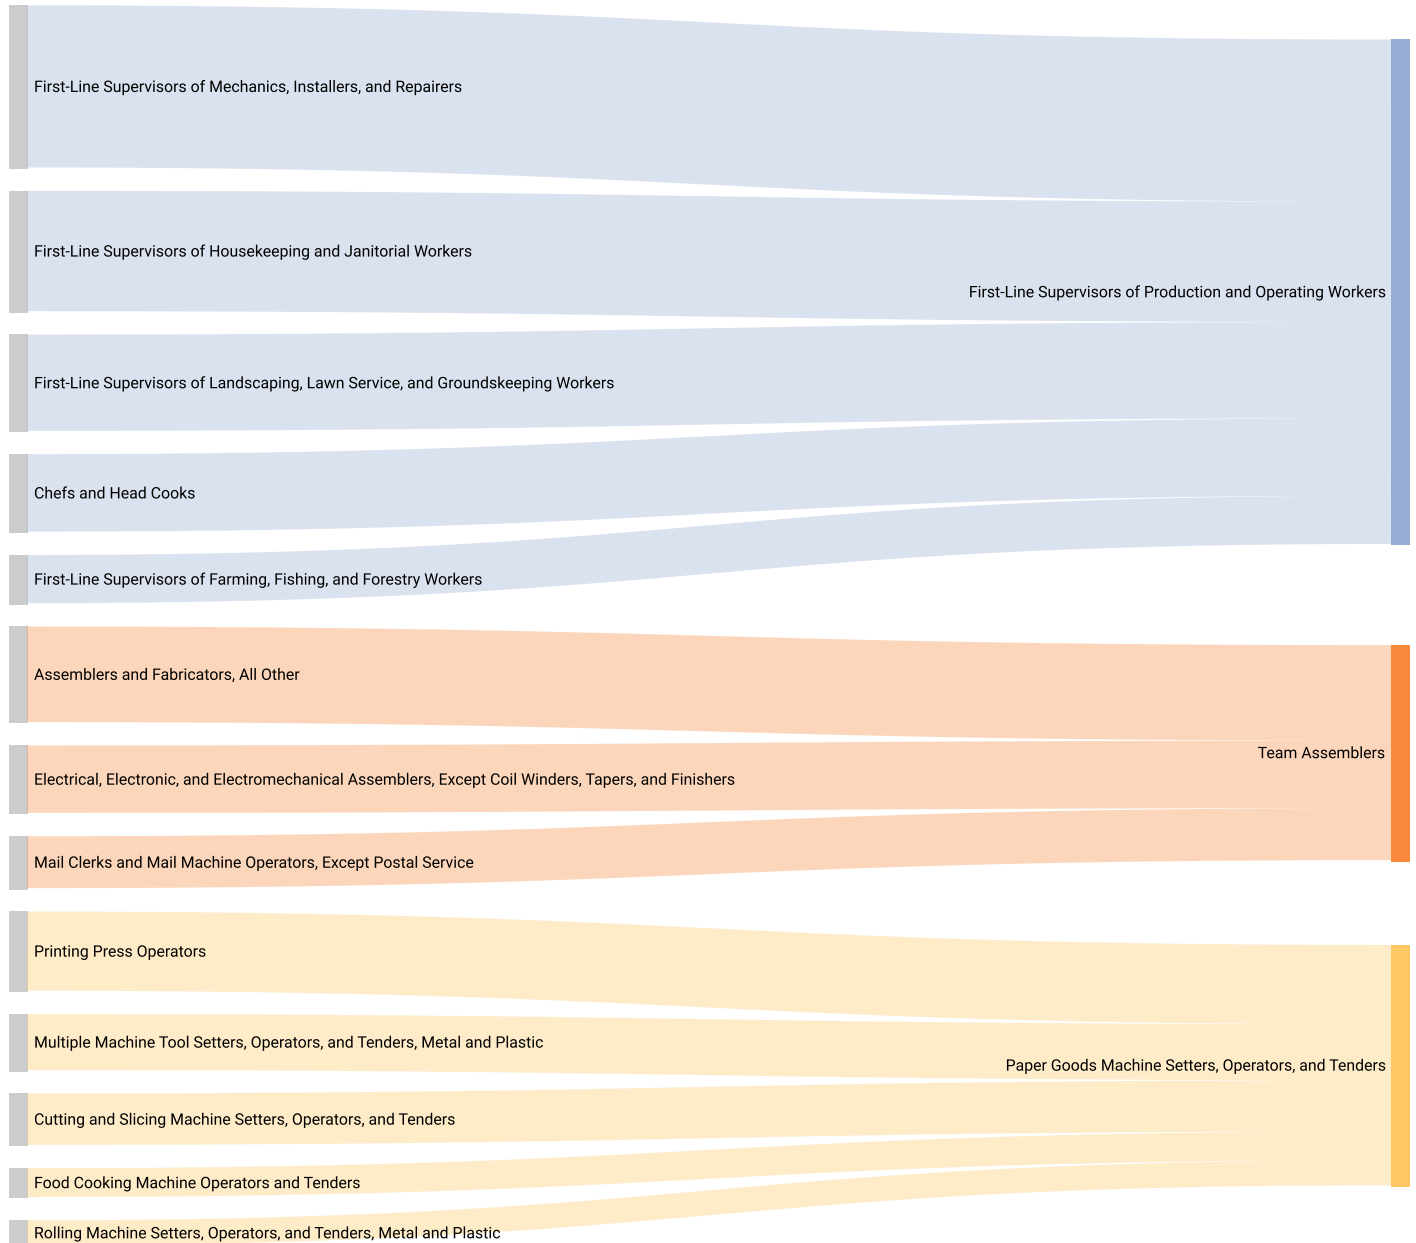 First-Line Supervisors of Mechanics, Installers, and Repairers
First-Line Supervisors of Housekeeping and Janitorial Workers
First-Line Supervisors of Production and Operating Workers
First-Line Supervisors of Landscaping, Lawn Service, and Groundskeeping Workers
Chefs and Head Cooks
First-Line Supervisors of Farming, Fishing, and Forestry Workers
Assemblers and Fabricators, All Other
Team Assemblers
Electrical, Electronic, and Electromechanical Assemblers, Except Coil Winders, Tapers, and Finishers
Mail Clerks and Mail Machine Operators, Except Postal Service
Printing Press Operators
Multiple Machine Tool Setters, Operators, and Tenders, Metal and Plastic
Paper Goods Machine Setters, Operators, and Tenders
Cutting and Slicing Machine Setters, Operators, and Tenders
Food Cooking Machine Operators and Tenders
Rolling Machine Setters, Operators, and Tenders, Metal and Plastic